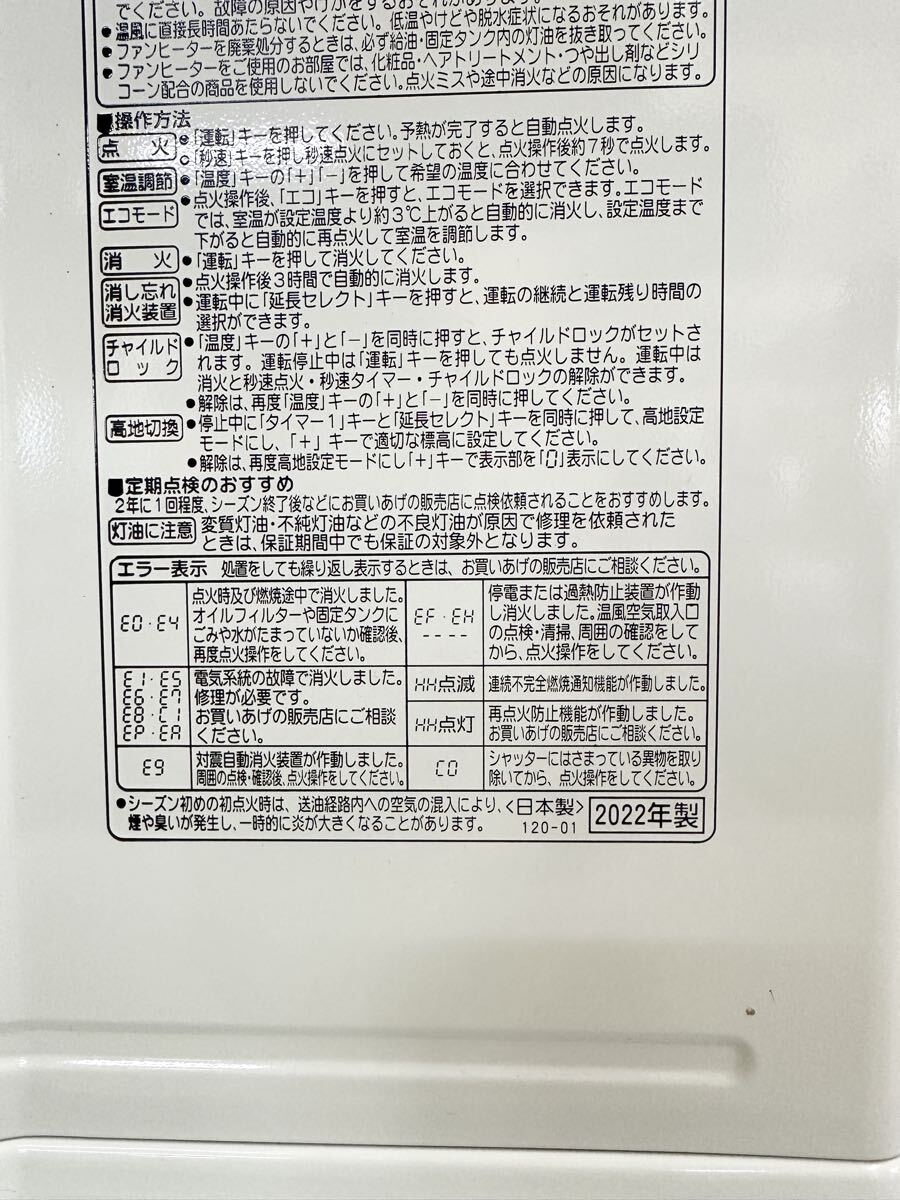 でください。故障の原因やけがをするおそれがあります。
●温風に直接長時間あたらないでください。低温やけどや脱水症状になるおそれがあります。
●ファンヒーターを廃棄処分するときは、必ず給油・固定タンク内の灯油を抜き取ってください。
●ファンヒーターをご使用のお部屋では、化粧品・ヘアトリートメント・つや出し剤などシリ
コーン配合の商品を使用しないでください。点火ミスや途中消火などの原因になります。
■操作方法
点 火 ●「運転」キーを押してください。予熱が完了すると自動点火します。
○「秒速」キーを押し秒速点火にセットしておくと、点火操作後約7秒で点火します。
室温調節 ●「温度」キーの「+」「−」を押して希望の温度に合わせてください。
エコモード ●点火操作後、「エコ」キーを押すと、エコモードを選択できます。エコモード
では、室温が設定温度より約3℃上がると自動的に消火し、設定温度まで
下がると自動的に再点火して室温を調節します。
消 火 ●「運転」キーを押して消火してください。
消し忘れ消火装置 ●点火操作後3時間で自動的に消火します。
●運転中に「延長セレクト」キーを押すと、運転の継続と運転残り時間の
選択ができます。
チャイルドロック ●「温度」キーの「+」と「−」を同時に押すと、チャイルドロックがセットさ
れます。運転停止中は「運転」キーを押しても点火しません。運転中は
消火と秒速点火・秒速タイマー・チャイルドロックの解除ができます。
●解除は、再度「温度」キーの「+」と「−」を同時に押してください。
高地切換 ●停止中に「タイマー1」キーと「延長セレクト」キーを同時に押して、高地設定
モードにし、「+」キーで適切な標高に設定してください。
●解除は、再度高地設定モードにし「+」キーで表示部を「0」表示にしてください。
■定期点検のおすすめ
2年に1回程度、シーズン終了後などにお買いあげの販売店に点検依頼されることをおすすめします。
灯油に注意 変質灯油・不純灯油などの不良灯油が原因で修理を依頼された
ときは、保証期間中でも保証の対象外となります。
エラー表示 処置をしても繰り返し表示するときは、お買いあげの販売店にご相談ください。
E0・E4
点火時及び燃焼途中で消火しました。
オイルフィルターや固定タンクに
ごみや水がたまっていないか確認後、
再度点火操作をしてください。
EF・EH
----
停電または過熱防止装置が作動
し消火しました。温風空気取入口
の点検・清掃、周囲の確認をして
から、点火操作をしてください。
E1・E5
E6・E7
E8・C1
EP・EA
電気系統の故障で消火しました。
修理が必要です。
お買いあげの販売店にご相談
ください。
HH点滅 連続不完全燃焼通知機能が作動しました。
HH点灯
再点火防止機能が作動しました。
お買いあげの販売店にご相談ください。
E9
対震自動消火装置が作動しました。
周囲の点検・確認後、点火操作をしてください。
C0
シャッターにはさまっている異物を取り
除いてから、点火操作をしてください。
●シーズン初めの初点火時は、送油経路内への空気の混入により、
煙や臭いが発生し、一時的に炎が大きくなることがあります。
<日本製>
120-01
2022年製